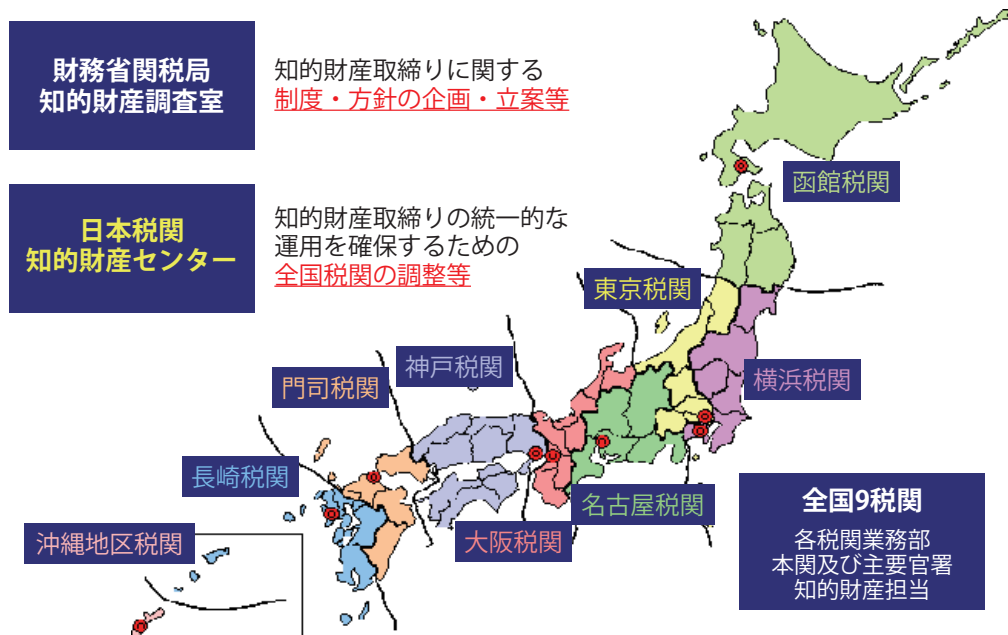 財務省関税局
知的財産調査室
知的財産取締りに関する
制度・方針の企画・立案等
日本税関
知的財産センター
知的財産取締りの統一的な
運用を確保するための
全国税関の調整等
函館税関
東京税関
横浜税関
神戸税関
門司税関
長崎税関
名古屋税関
大阪税関
沖縄地区税関
全国9税関
各税関業務部
本関及び主要官署
知的財産担当